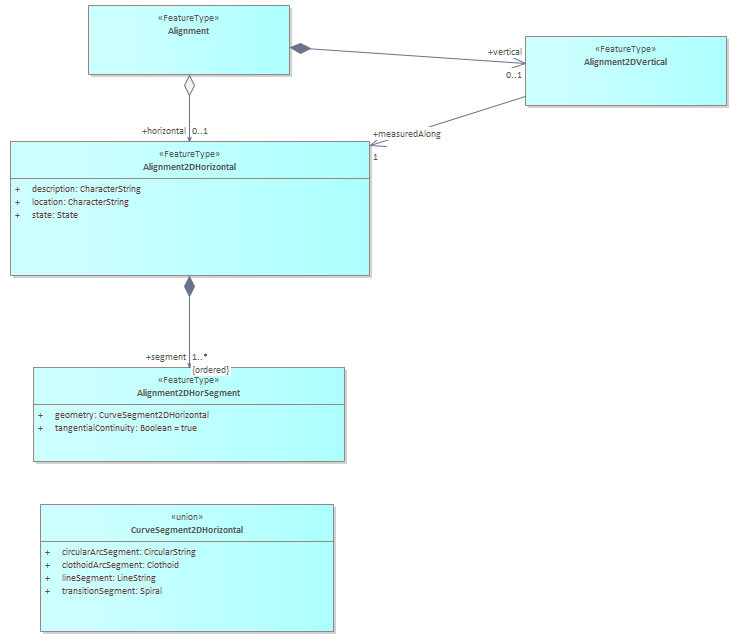 «FeatureType»
Alignment
+vertical
0..1
«FeatureType»
Alignment2DVertical
+horizontal 0..1
+measuredAlong
1
«FeatureType»
Alignment2DHorizontal
+ description: CharacterString
+ location: CharacterString
+ state: State
+segment 1..*
{ordered}
«FeatureType»
Alignment2DHorSegment
+ geometry: CurveSegment2DHorizontal
+ tangentialContinuity: Boolean = true
«union»
CurveSegment2DHorizontal
+ circularArcSegment: CircularString
+ clothoidArcSegment: Clothoid
+ lineSegment: LineString
+ transitionSegment: Spiral